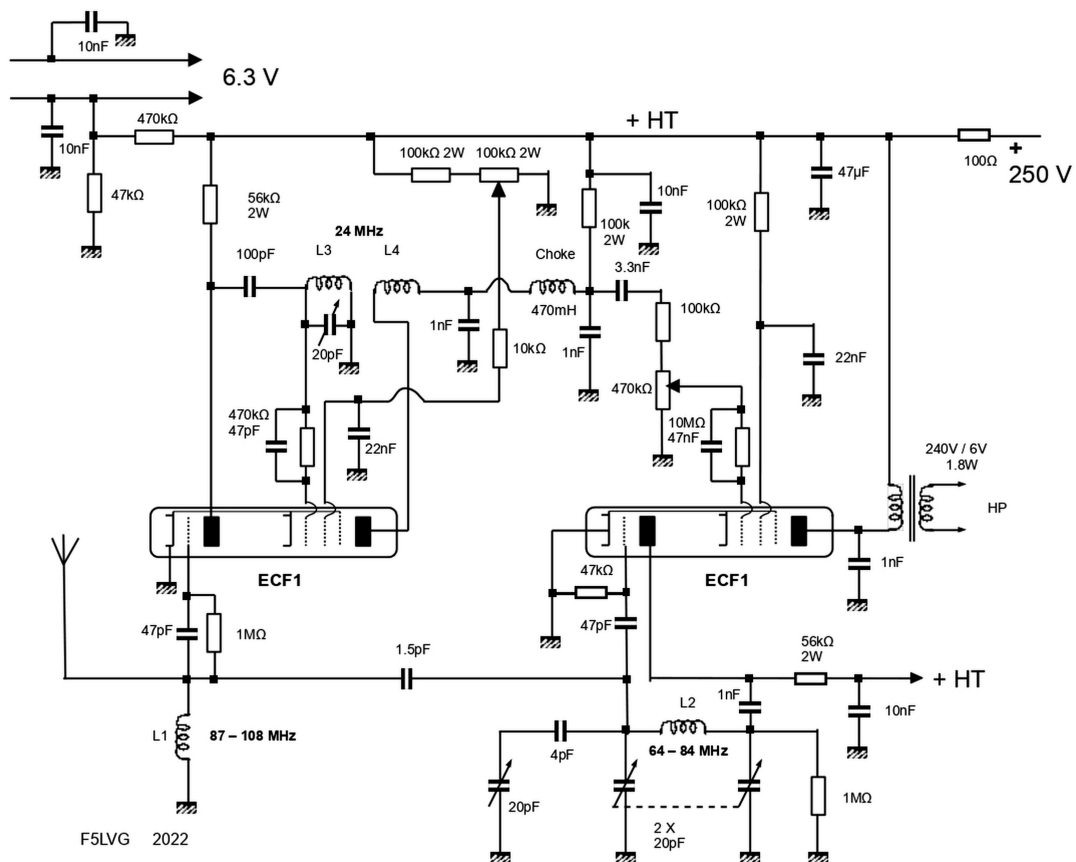 10nF
6.3 V
470kΩ
+ HT
10nF
100Ω
+
250 V
100kΩ 2W
100kΩ 2W
47µF
47kΩ
56kΩ
2W
10nF
100kΩ
2W
100k
2W
24 MHz
L3
L4
Choke
100pF
3.3nF
470mH
100kΩ
1nF
1nF
20pF
10kΩ
22nF
470kΩ
470kΩ
47pF
10MΩ
47nF
22nF
240V / 6V
1.8W
HP
ECF1
ECF1
1nF
47kΩ
47pF
1MΩ
47pF
1.5pF
56kΩ
2W
+ HT
1nF
10nF
L2
L1
87 – 108 MHz
4pF
64 – 84 MHz
20pF
1MΩ
2 X
20pF
F5LVG 2022